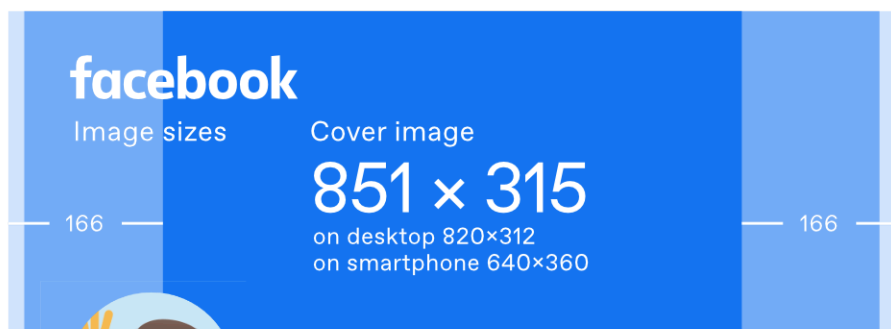 facebook
Image sizes
Cover image
851 × 315
166
166
on desktop 820×312
on smartphone 640×360